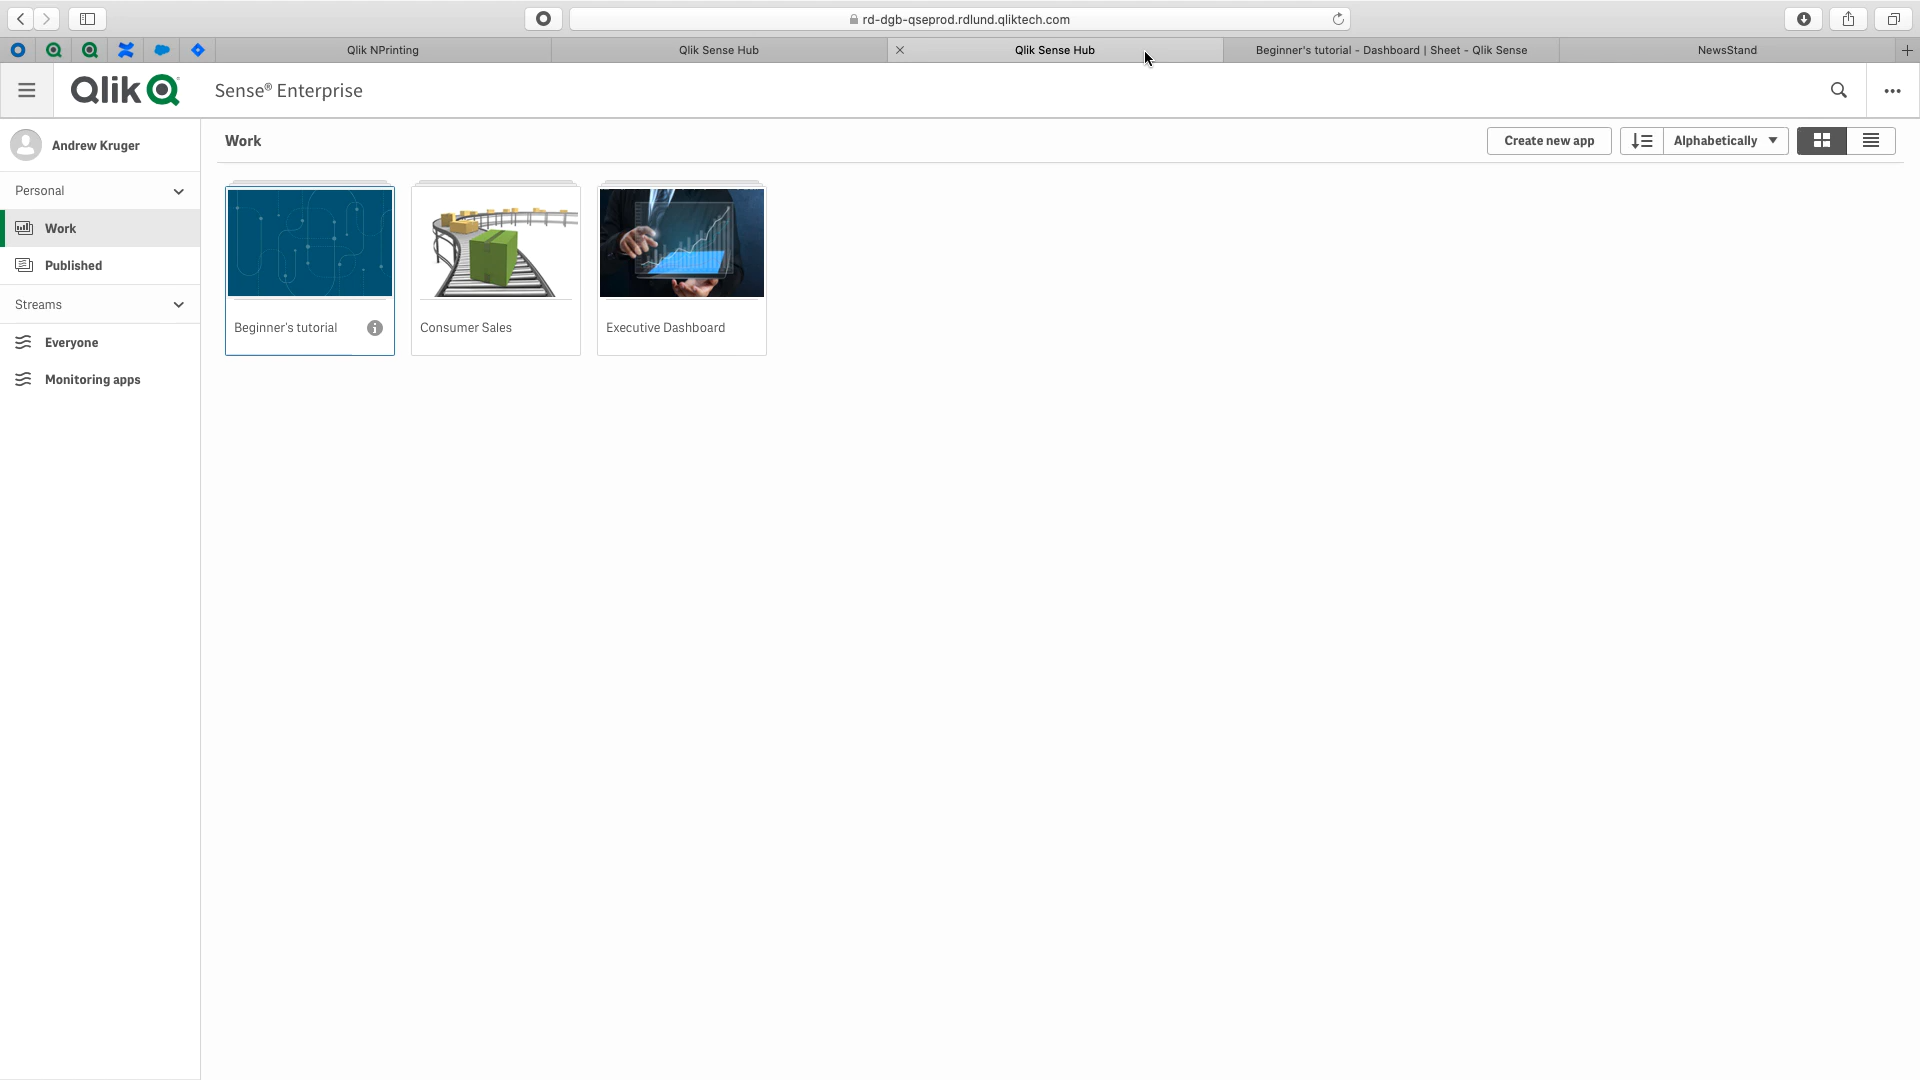 rd-dgb-qseprod.rdlund.qliktech.com
Qlik NPrinting
Qlik Sense Hub
Qlik Sense Hub
Beginner's tutorial - Dashboard | Sheet - Qlik Sense
NewsStand
Qlik Sense® Enterprise
Andrew Kruger
Personal
Work
Published
Streams
Everyone
Monitoring apps
Work
Create new app
Alphabetically
Beginner's tutorial
Consumer Sales
Executive Dashboard